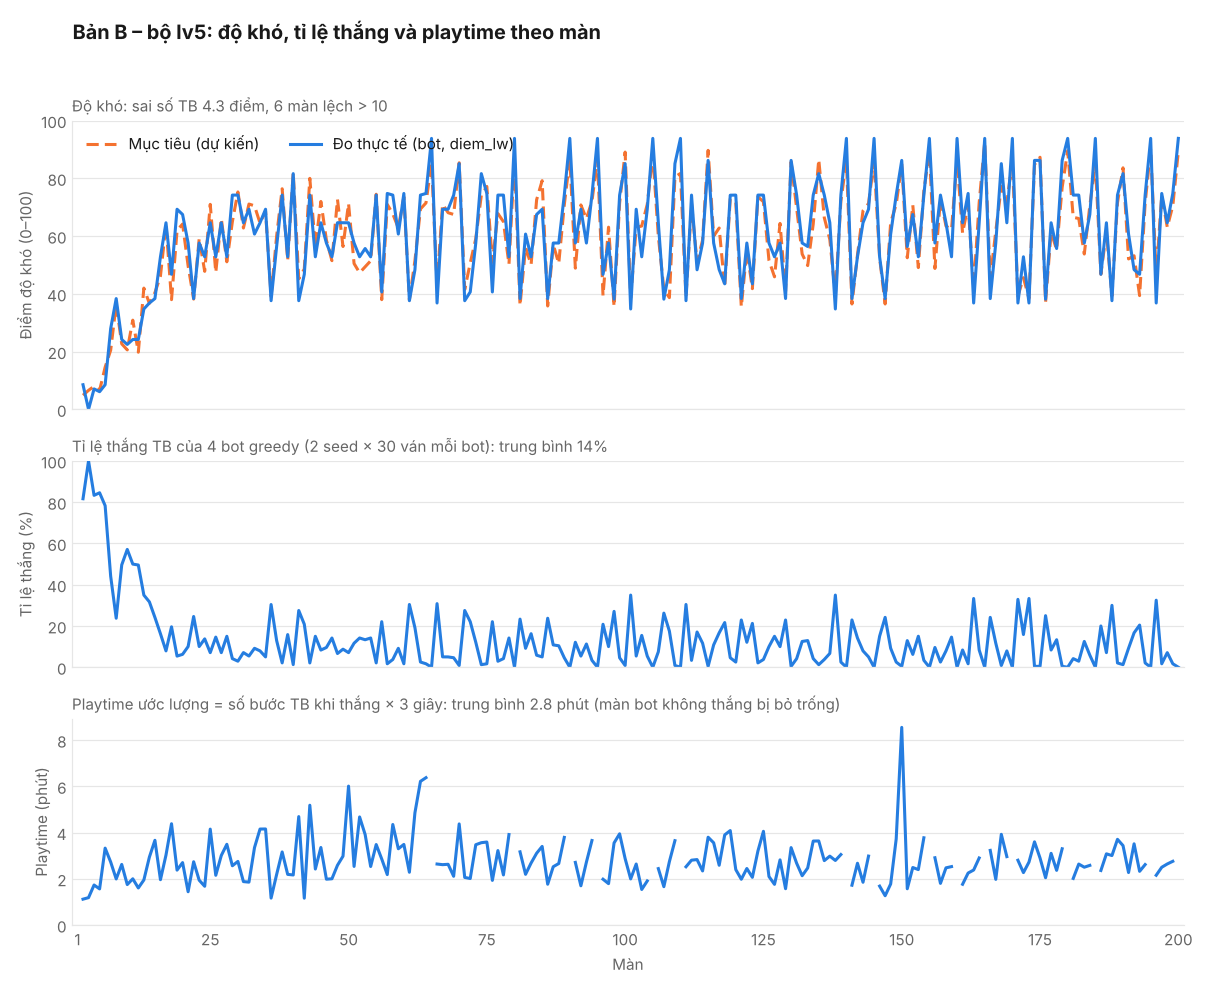 Bản B – bộ lv5: độ khó, tỉ lệ thắng và playtime theo màn
Độ khó: sai số TB 4.3 điểm, 6 màn lệch > 10
Mục tiêu (dự kiến)
Đo thực tế (bot, diem_lw)
Điểm độ khó (0–100)
100
80
60
40
20
0
Tỉ lệ thắng TB của 4 bot greedy (2 seed × 30 ván mỗi bot): trung bình 14%
Tỉ lệ thắng (%)
100
80
60
40
20
0
Playtime ước lượng = số bước TB khi thắng × 3 giây: trung bình 2.8 phút (màn bot không thắng bị bỏ trống)
Playtime (phút)
8
6
4
2
0
1 25 50 75 100 125 150 175 200
Màn